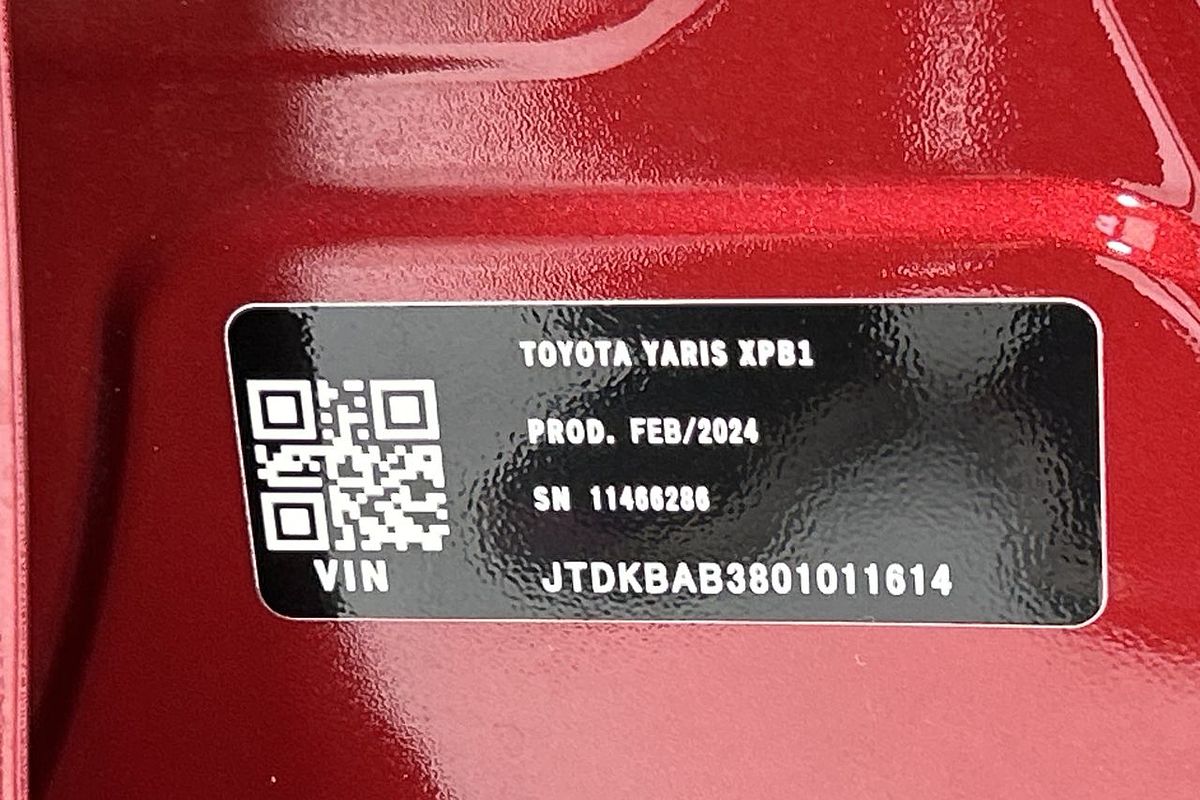 TOYOTA YARIS XPB1
PROD. FEB/2024
SN 11466286
VIN
JTDKBAB3801011614